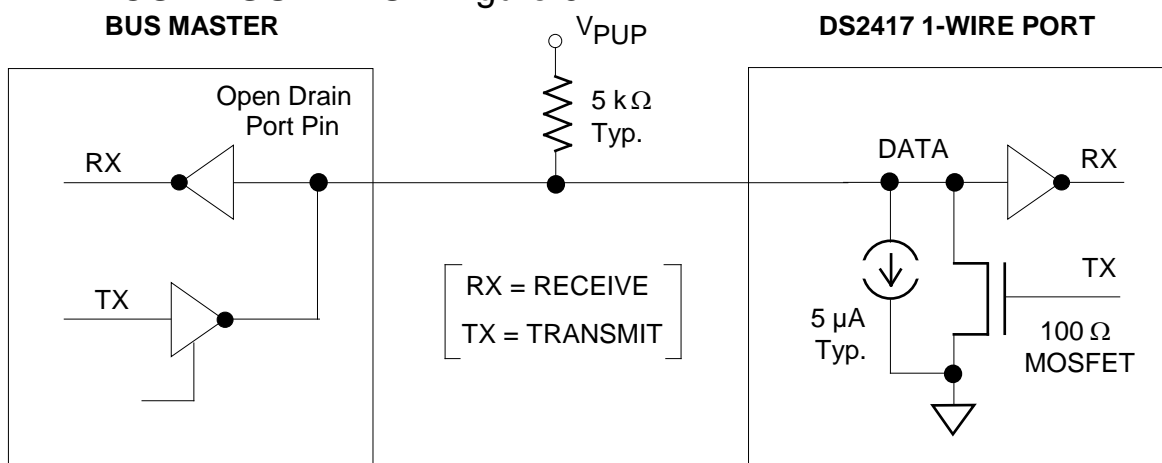 BUS MASTER
VPUP
DS2417 1-WIRE PORT
Open Drain
Port Pin
5 kΩ
Typ.
RX
DATA
RX
RX = RECEIVE
TX = TRANSMIT
TX
TX
5 µA
Typ.
100 Ω
MOSFET